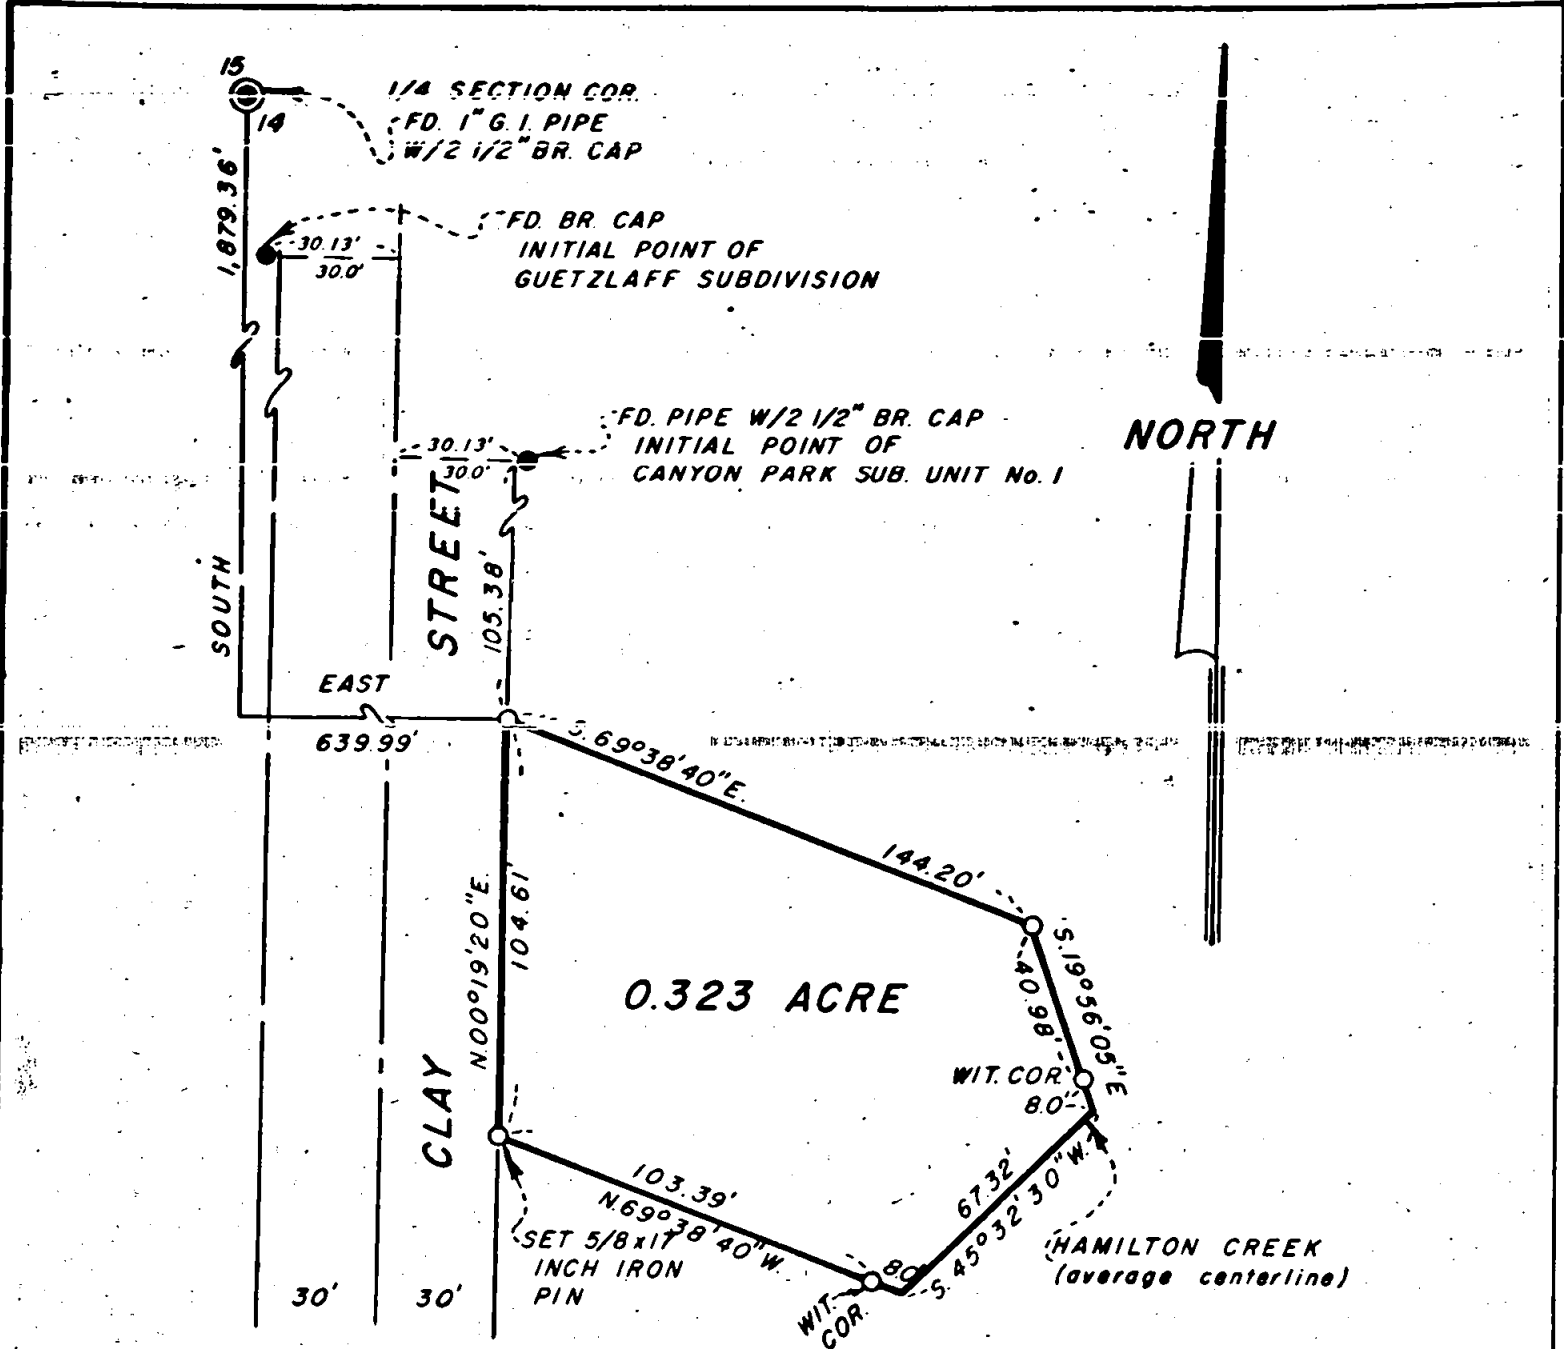 15
14
1/4 SECTION COR.
FD. 1" G.I. PIPE
W/2 1/2" BR. CAP
1,879.36'
FD. BR. CAP
INITIAL POINT OF
GUETZLAFF SUBDIVISION
30.13'
30.0'
FD. PIPE W/2 1/2" BR. CAP
INITIAL POINT OF
CANYON PARK SUB. UNIT No. 1
30.13'
30.0'
NORTH
SOUTH
STREET
105.38'
EAST
639.99'
S. 69°38'40"E.
144.20'
N.00°19'20"E.
104.61'
0.323 ACRE
S.19°56'05"E
40.98'
WIT. COR.
8.0'
CLAY
103.39'
N.69°38'40"W.
67.32'
S. 45°32'30"W.
SET 5/8x17
INCH IRON
PIN
HAMILTON CREEK
(average centerline)
30'
30'
8.0'
WIT.
COR.